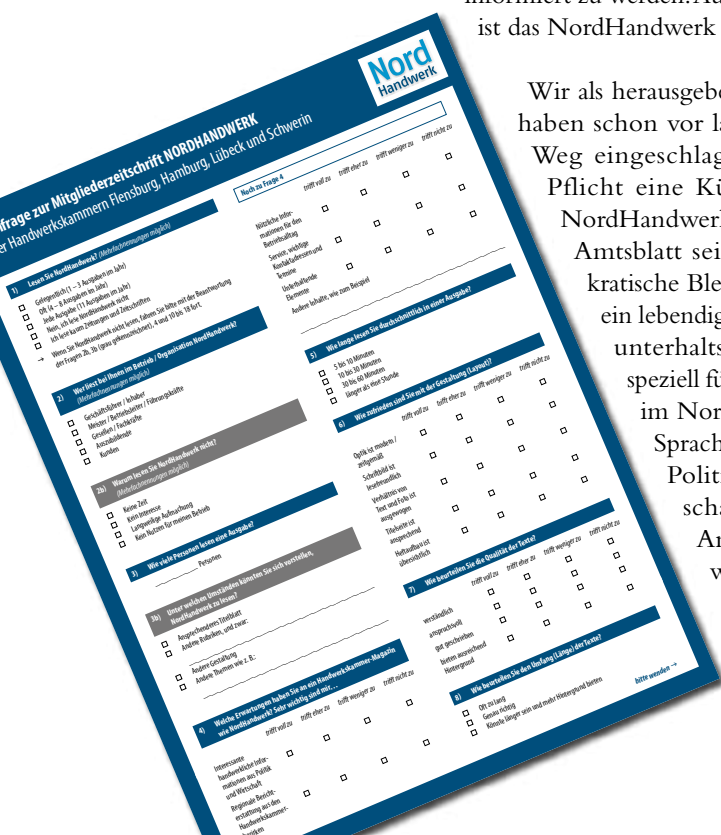 informiert zu werden. Au
ist das NordHandwerk
Wir als herausgebe
haben schon vor la
Weg eingeschlag
Pflicht eine Kü
NordHandwerk
Amtsblatt sei
kratische Ble
ein lebendig
unterhalts
speziell fü
im Nor
Sprach
Politi
scha
An
w
Nord
Handwerk
frage zur Mitgliederzeitschrift NORDHANDWERK
er Handwerkskammern Flensburg, Hamburg, Lübeck und Schwerin
1) Lesen Sie NordHandwerk? (Mehrfachnennungen möglich)
Gelegentlich (1 – 3 Ausgaben im Jahr)
Oft (4 – 8 Ausgaben im Jahr)
Jede Ausgabe (11 Ausgaben im Jahr)
Nein, ich lese NordHandwerk nicht
Ich lese kaum Zeitungen und Zeitschriften
→ Wenn Sie NordHandwerk nicht lesen, fahren Sie bitte mit der Beantwortung
der Fragen 2b, 3b (grau gekennzeichnet), 4 und 10 bis 18 fort.
2) Wer liest bei Ihnen im Betrieb / Organisation NordHandwerk?
(Mehrfachnennungen möglich)
Geschäftsführer / Inhaber
Meister / Betriebsleiter / Führungskräfte
Gesellen / Fachkräfte
Auszubildende
Kunden
2b) Warum lesen Sie NordHandwerk nicht?
(Mehrfachnennungen möglich)
Keine Zeit
Kein Interesse
Langweilige Aufmachung
Kein Nutzen für meinen Betrieb
3) Wie viele Personen lesen eine Ausgabe?
Personen
3b) Unter welchen Umständen könnten Sie sich vorstellen,
NordHandwerk zu lesen?
Ansprechenderes Titelblatt
Andere Rubriken, und zwar:
Andere Gestaltung
Andere Themen wie z. B.:
4) Welche Erwartungen haben Sie an ein Handwerkskammer-Magazin
wie NordHandwerk? Sehr wichtig sind mir…
trifft voll zu trifft eher zu trifft weniger zu trifft nicht zu
Interessante
handwerkliche Infor-
mationen aus Politik
und Wirtschaft
Regionale Bericht-
erstattung aus den
Handwerkskammer-
bezirken
Noch zu Frage 4
trifft voll zu trifft eher zu trifft weniger zu trifft nicht zu
Nützliche Infor-
mationen für den
Betriebsalltag
Service, wichtige
Kontaktadressen und
Termine
Unterhaltende
Elemente
Andere Inhalte, wie zum Beispiel
5) Wie lange lesen Sie durchschnittlich in einer Ausgabe?
5 bis 10 Minuten
10 bis 30 Minuten
30 bis 60 Minuten
länger als eine Stunde
6) Wie zufrieden sind Sie mit der Gestaltung (Layout)?
trifft voll zu trifft eher zu trifft weniger zu trifft nicht zu
Optik ist modern /
zeitgemäß
Schriftbild ist
lesefreundlich
Verhältnis von
Text und Foto ist
ausgewogen
Titelseite ist
ansprechend
Heftaufbau ist
übersichtlich
7) Wie beurteilen Sie die Qualität der Texte?
trifft voll zu trifft eher zu trifft weniger zu trifft nicht zu
verständlich
anspruchsvoll
gut geschrieben
bieten ausreichend
Hintergrund
8) Wie beurteilen Sie den Umfang (Länge) der Texte?
Oft zu lang
Genau richtig
Könnte länger sein und mehr Hintergrund bieten
bitte wenden →